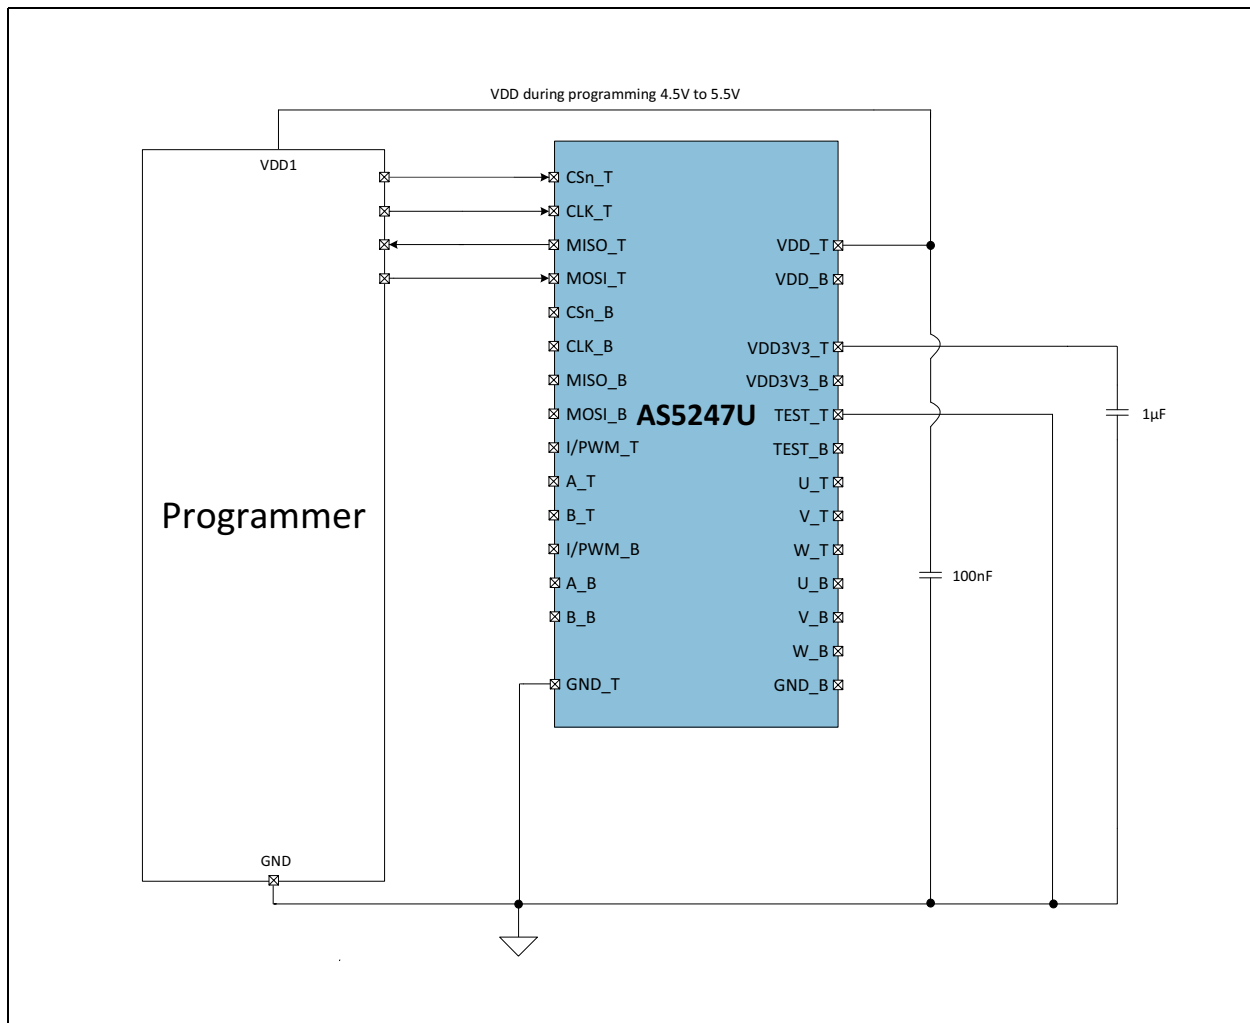 VDD during programming 4.5V to 5.5V
VDD1
Programmer
GND
CSn_T
CLK_T
MISO_T
MOSI_T
CSn_B
CLK_B
MISO_B
MOSI_B
I/PWM_T
A_T
B_T
I/PWM_B
A_B
B_B
GND_T
AS5247U
VDD_T
VDD_B
VDD3V3_T
VDD3V3_B
TEST_T
TEST_B
U_T
V_T
W_T
U_B
V_B
W_B
GND_B
100nF
1µF